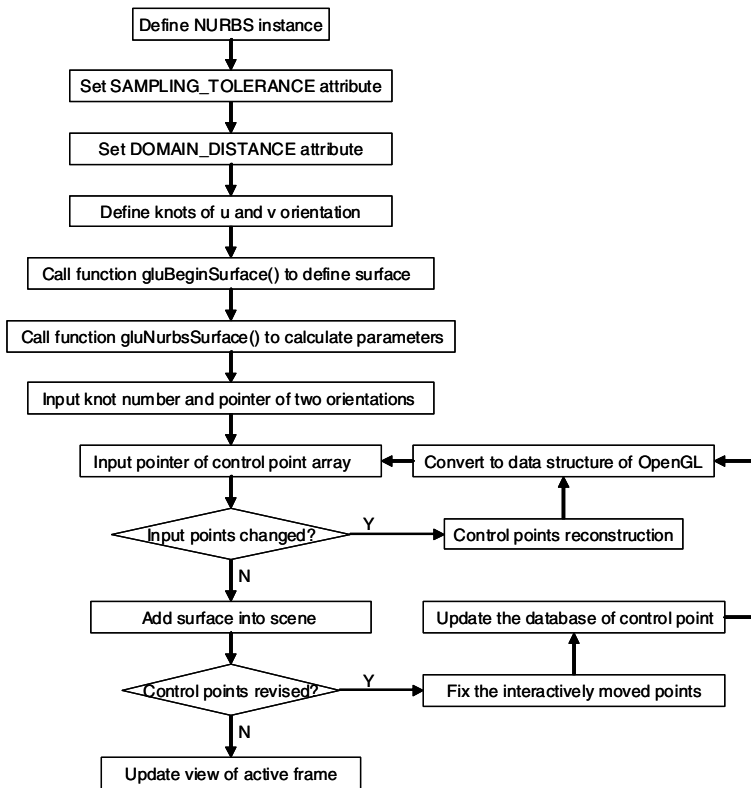 Define NURBS instance
Set SAMPLING_TOLERANCE attribute
Set DOMAIN_DISTANCE attribute
Define knots of u and v orientation
Call function gluBeginSurface() to define surface
Call function gluNurbsSurface() to calculate parameters
Input knot number and pointer of two orientations
Input pointer of control point array
Convert to data structure of OpenGL
Input points changed?
Y
Control points reconstruction
N
Add surface into scene
Update the database of control point
Control points revised?
Y
Fix the interactively moved points
N
Update view of active frame